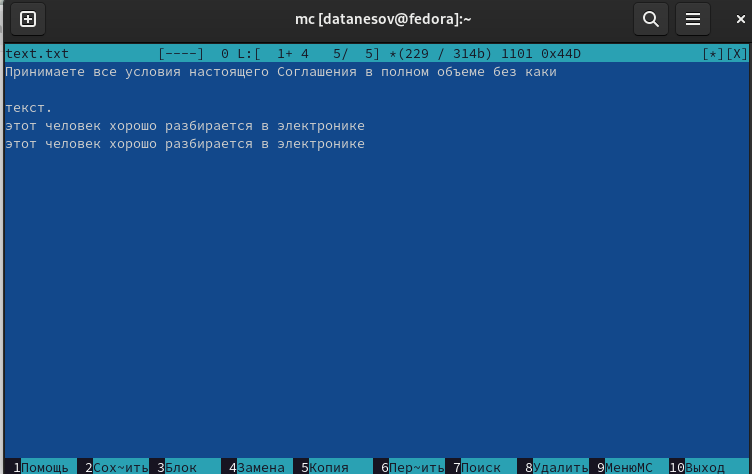 mc [datanesov@fedora]:~
text.txt [----] 0 L:[ 1+ 4 5/ 5] *(229 / 314b) 1101 0x44D [*][X]
Принимаете все условия настоящего Соглашения в полном объеме без каки
текст.
этот человек хорошо разбирается в электронике
этот человек хорошо разбирается в электронике
1Помощь 2Сох~ить 3Блок 4Замена 5Копия 6Пер~ить 7Поиск 8Удалить 9МенюМС 10Выход